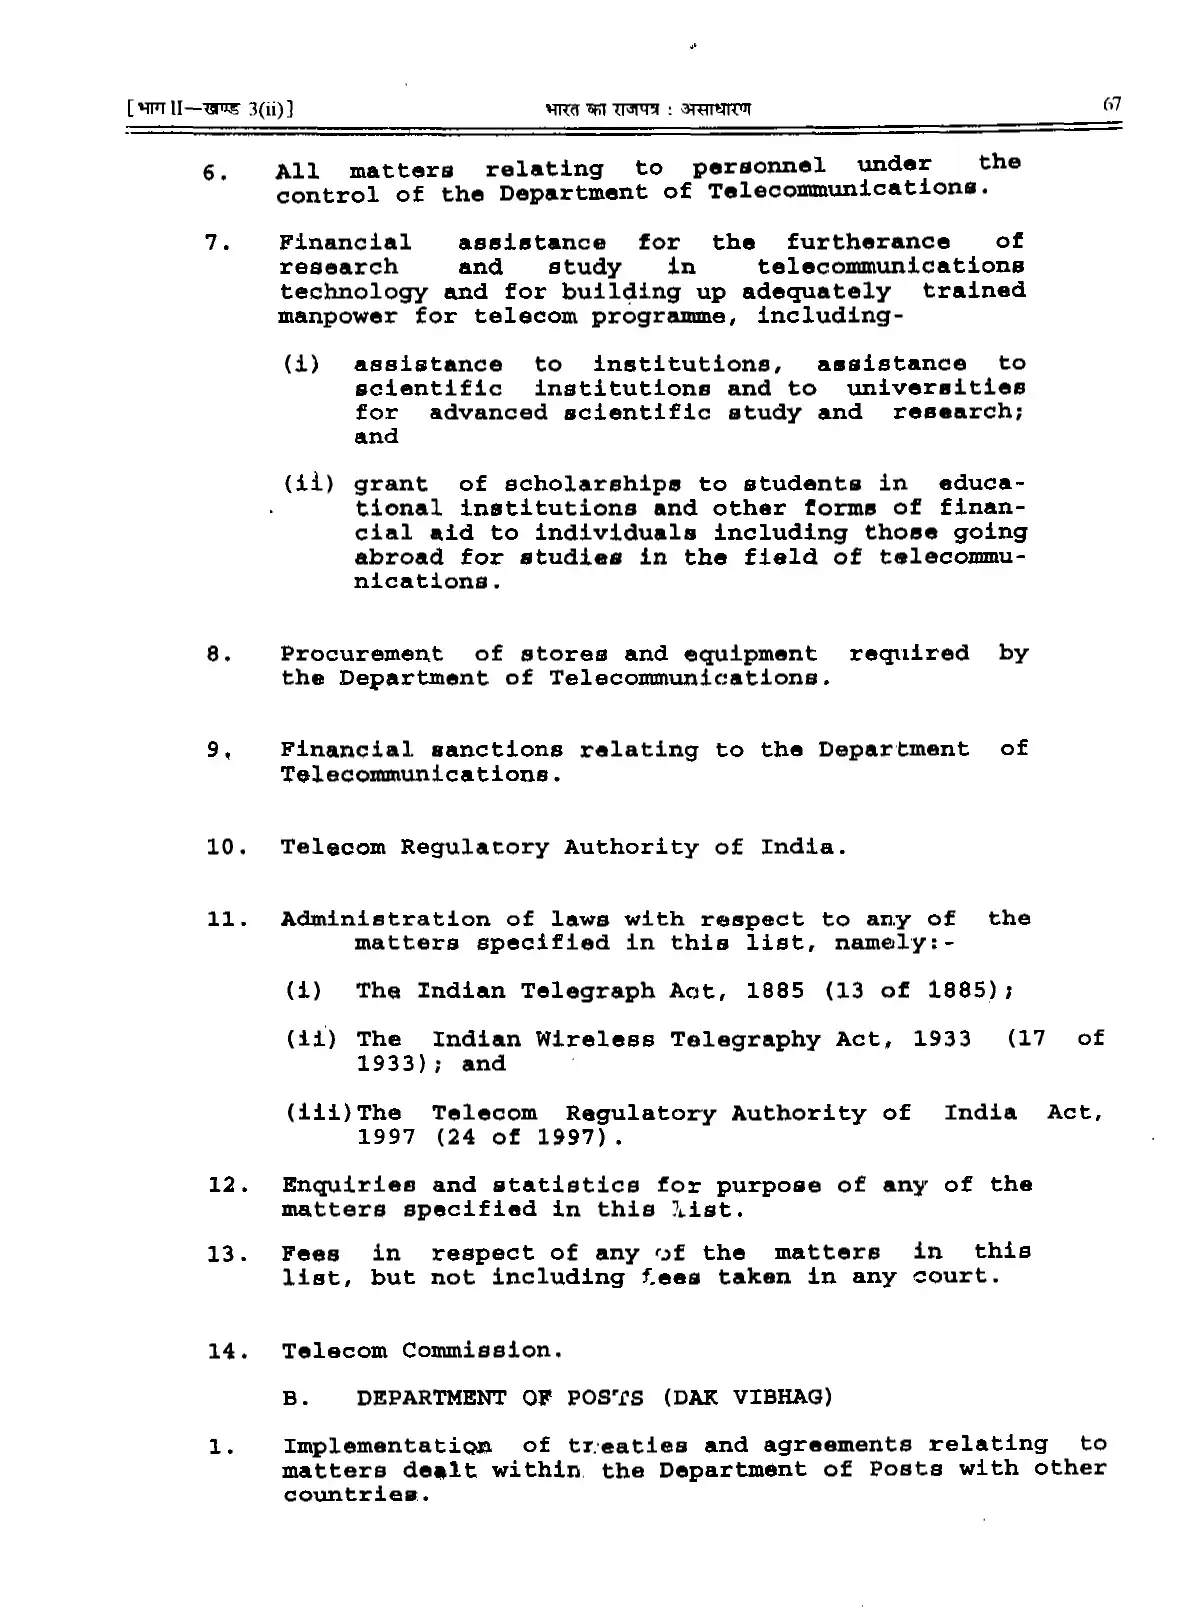 [ भाग II—खण्ड 3(ii) ] भारत का राजपत्र : असाधारण 67
6. All matters relating to personnel under the
control of the Department of Telecommunications.
7. Financial assistance for the furtherance of
research and study in telecommunications
technology and for building up adequately trained
manpower for telecom programme, including-
(i) assistance to institutions, assistance to
scientific institutions and to universities
for advanced scientific study and research;
and
(ii) grant of scholarships to students in educa-
tional institutions and other forms of finan-
cial aid to individuals including those going
abroad for studies in the field of telecommu-
nications.
8. Procurement of stores and equipment required by
the Department of Telecommunications.
9. Financial sanctions relating to the Department of
Telecommunications.
10. Telecom Regulatory Authority of India.
11. Administration of laws with respect to any of the
matters specified in this list, namely:-
(i) The Indian Telegraph Act, 1885 (13 of 1885);
(ii) The Indian Wireless Telegraphy Act, 1933 (17 of
1933); and
(iii) The Telecom Regulatory Authority of India Act,
1997 (24 of 1997).
12. Enquiries and statistics for purpose of any of the
matters specified in this list.
13. Fees in respect of any of the matters in this
list, but not including fees taken in any court.
14. Telecom Commission.
B. DEPARTMENT OF POSTS (DAK VIBHAG)
1. Implementation of treaties and agreements relating to
matters dealt within the Department of Posts with other
countries.